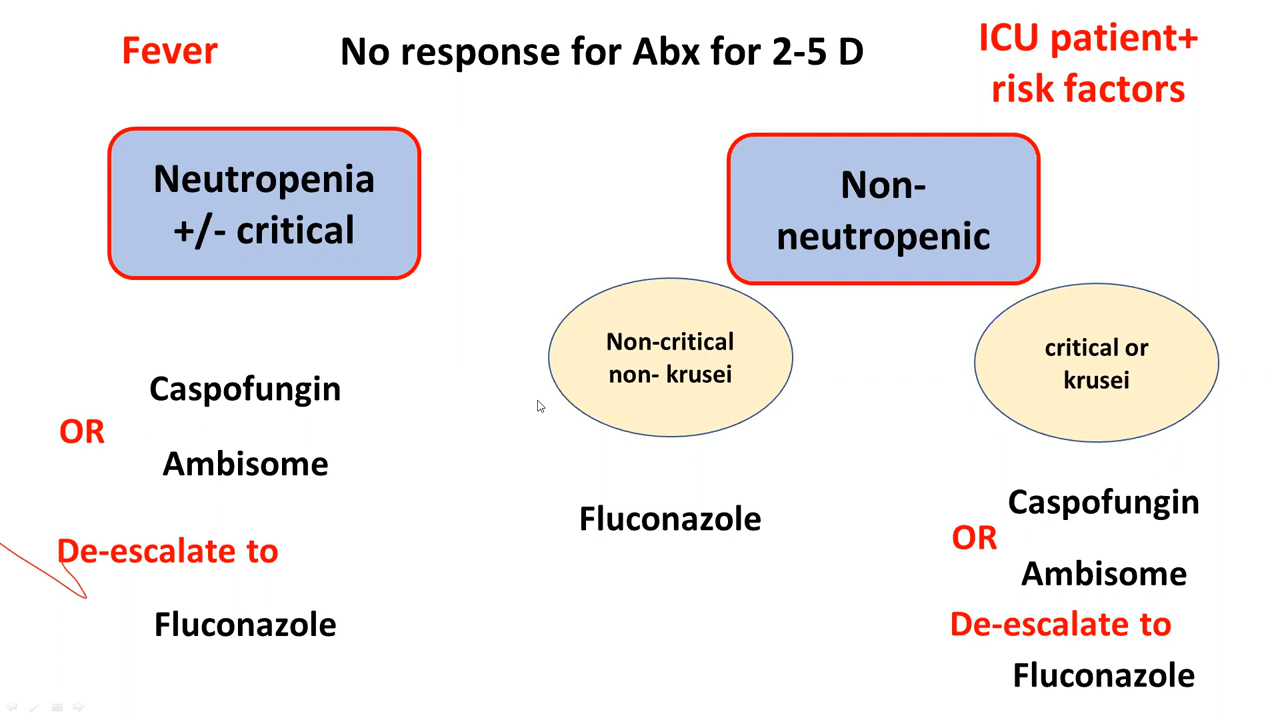 Fever
No response for Abx for 2-5 D
ICU patient+
risk factors
Neutropenia
+/- critical
Non-
neutropenic
Non-critical
non- krusei
critical or
krusei
Caspofungin
OR
Ambisome
De-escalate to
Fluconazole
Fluconazole
Caspofungin
OR
Ambisome
De-escalate to
Fluconazole